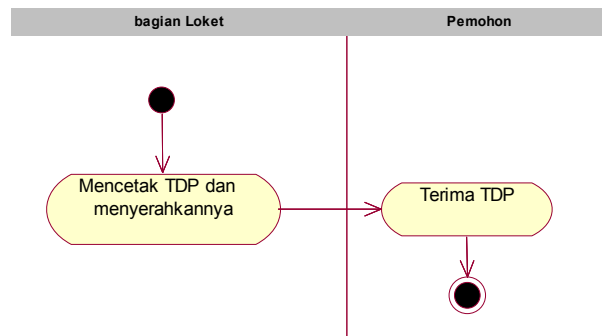 bagian Loket
Pemohon
Mencetak TDP dan
menyerahkannya
Terima TDP